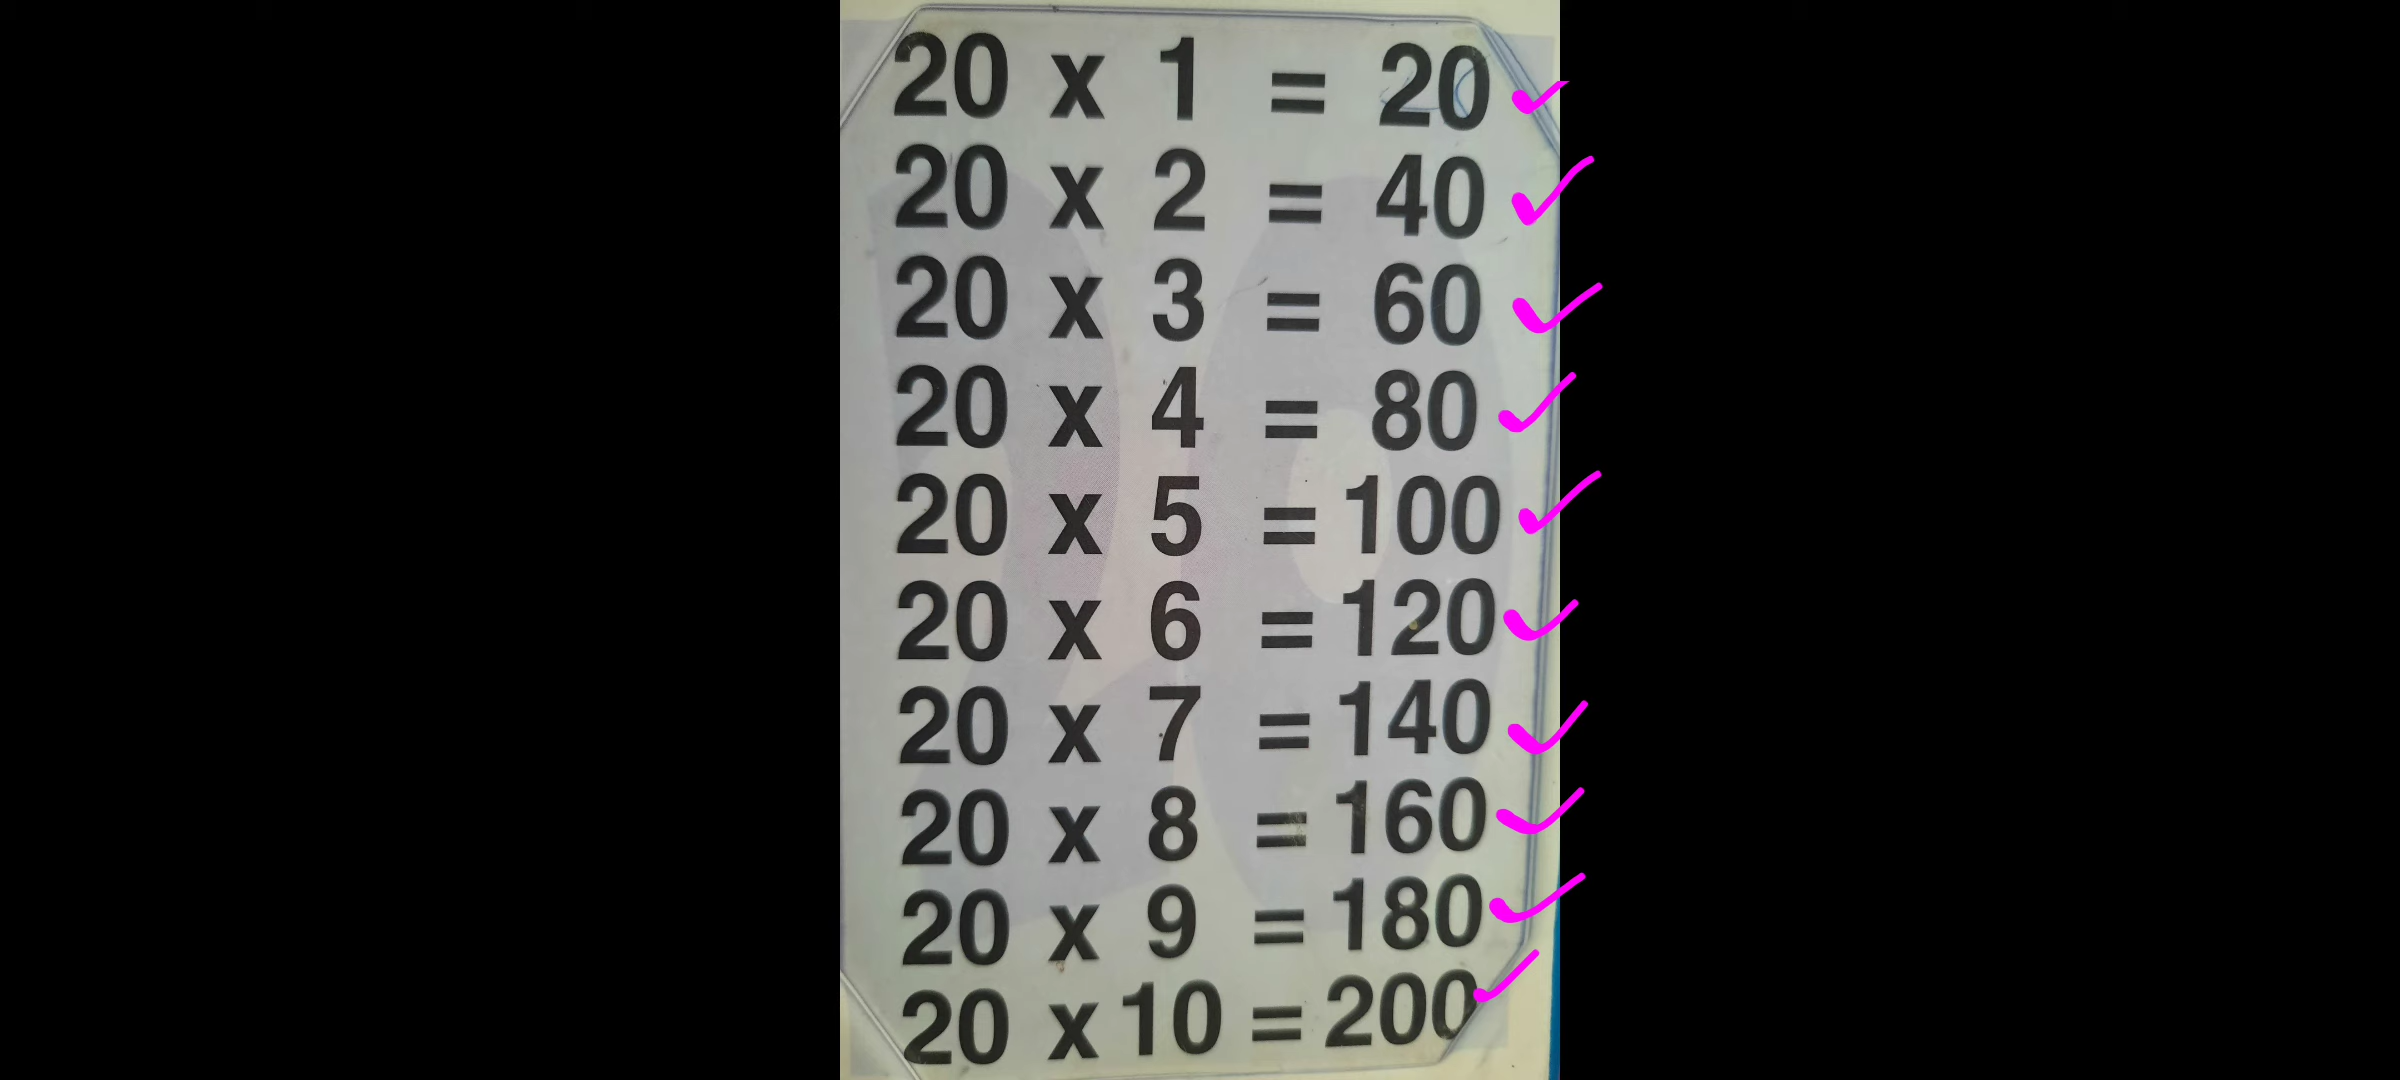 20 x 1 = 20
20 x 2 = 40
20 x 3 = 60
20 x 4 = 80
20 x 5 = 100
20 x 6 = 120
20 x 7 = 140
20 x 8 = 160
20 x 9 = 180
20 x 10 = 200